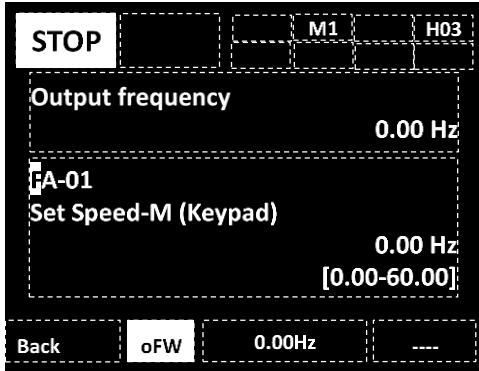 STOP M1 H03
Output frequency
0.00 Hz
FA-01
Set Speed-M (Keypad)
0.00 Hz
[0.00-60.00]
Back oFW 0.00Hz ----